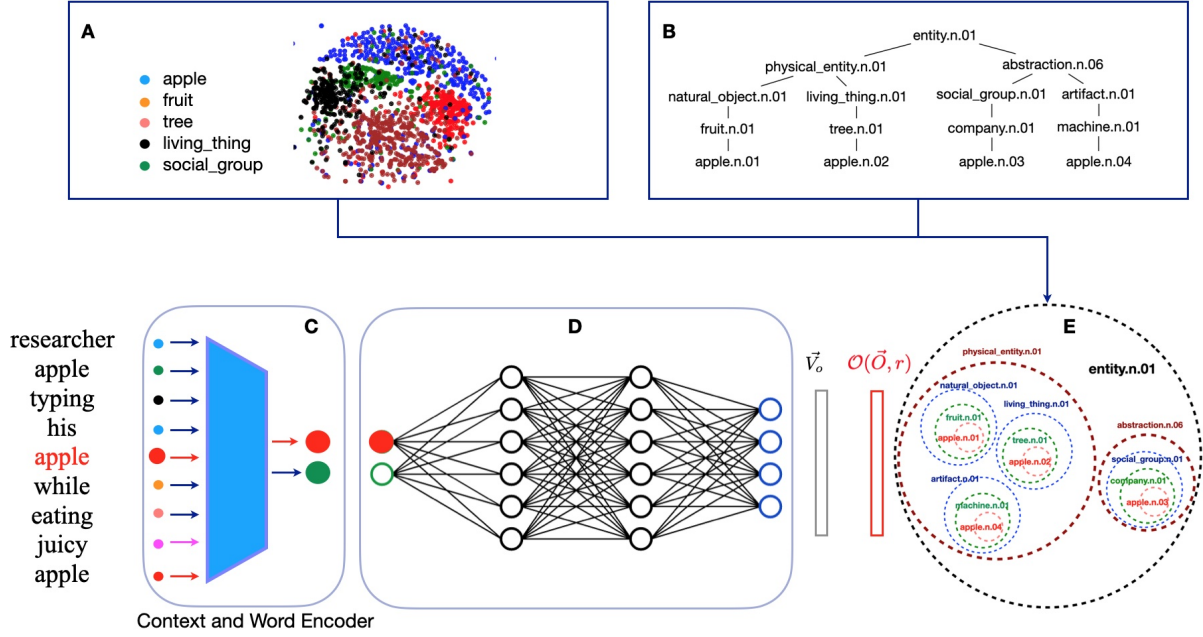 A
apple
fruit
tree
living_thing
social_group
B
entity.n.01
physical_entity.n.01 abstraction.n.06
natural_object.n.01 living_thing.n.01 social_group.n.01 artifact.n.01
fruit.n.01 tree.n.01 company.n.01 machine.n.01
apple.n.01 apple.n.02 apple.n.03 apple.n.04
researcher
apple
typing
his
apple
while
eating
juicy
apple
C
Context and Word Encoder
D
V⃗ₒ
𝒪(O⃗, r)
E
entity.n.01
physical_entity.n.01
natural_object.n.01
fruit.n.01
apple.n.01
living_thing.n.01
tree.n.01
apple.n.02
artifact.n.01
machine.n.01
apple.n.04
abstraction.n.06
social_group.n.01
company.n.01
apple.n.03